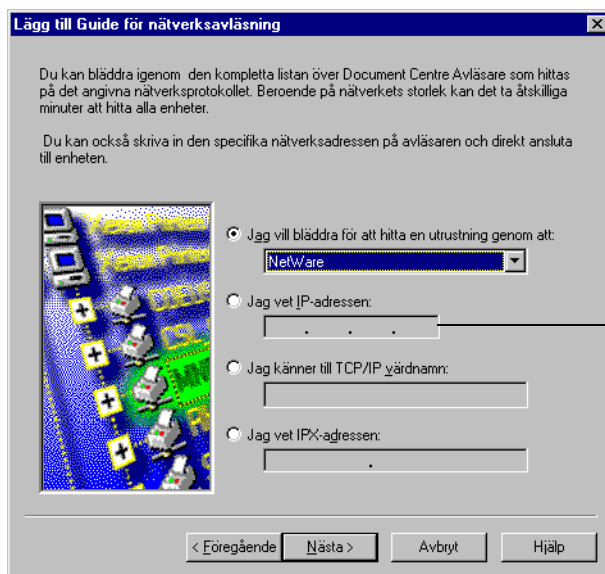 Lägg till Guide för nätverksavläsning
Du kan bläddra igenom den kompletta listan över Document Centre Avläsare som hittas
på det angivna nätverksprotokollet. Beroende på nätverkets storlek kan det ta åtskilliga
minuter att hitta alla enheter.
Du kan också skriva in den specifika nätverksadressen på avläsaren och direkt ansluta
till enheten.
Jag vill bläddra för att hitta en utrustning genom att:
NetWare
Jag vet IP-adressen:
. . .
Jag känner till TCP/IP värdnamn:
Jag vet IPX-adressen:
.
< Föregående Nästa > Avbryt Hjälp